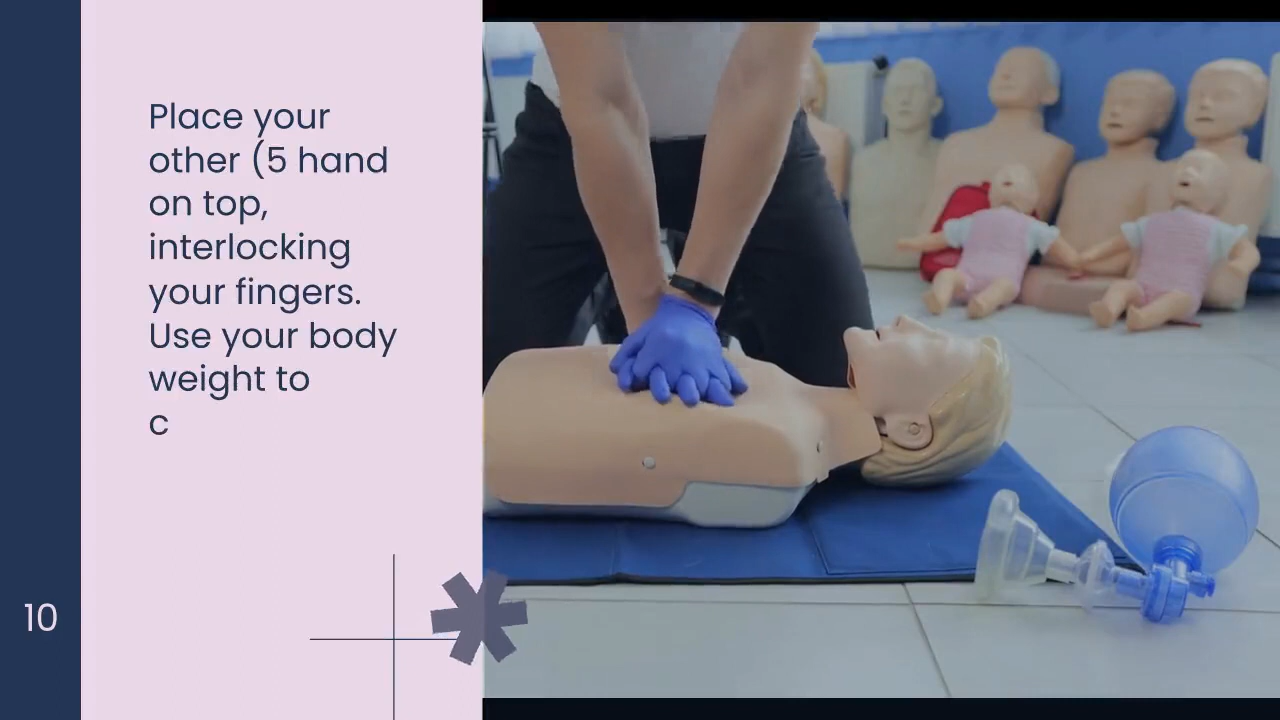 Place your
other (5 hand
on top,
interlocking
your fingers.
Use your body
weight to
c
10